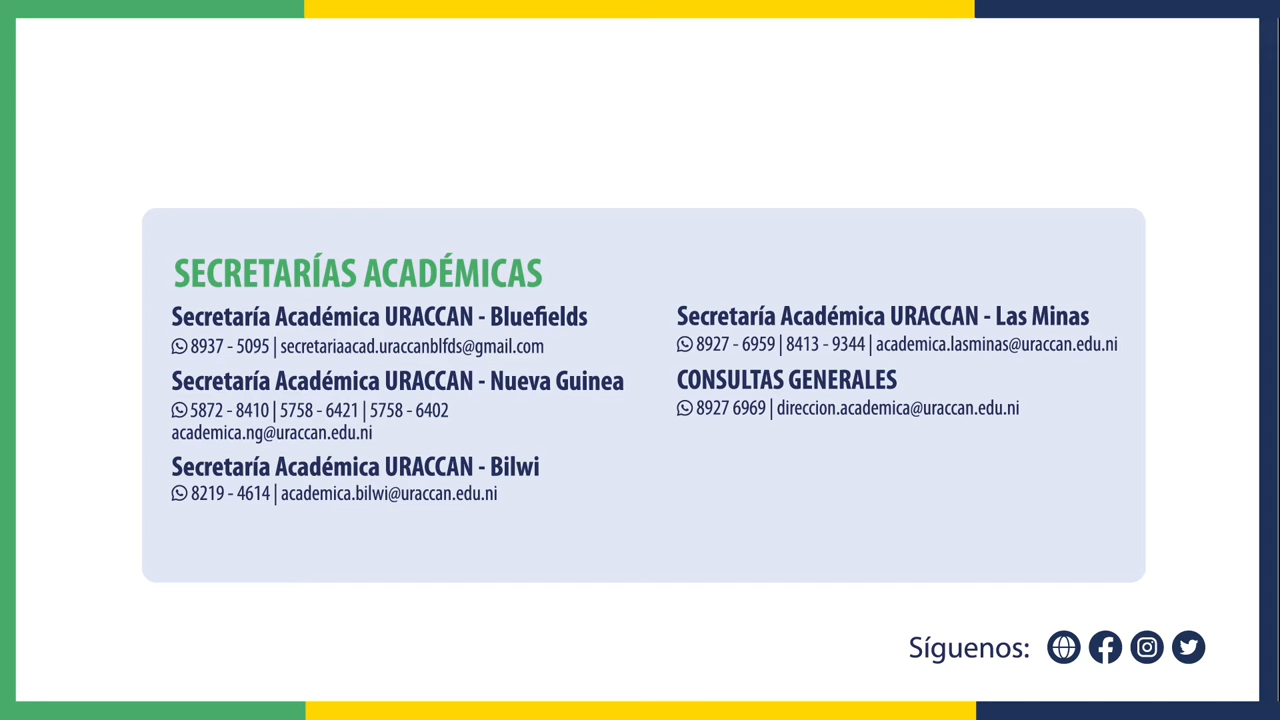 SECRETARÍAS ACADÉMICAS
Secretaría Académica URACCAN - Bluefields
8937 - 5095 | secretariaacad.uraccanblfds@gmail.com
Secretaría Académica URACCAN - Nueva Guinea
5872 - 8410 | 5758 - 6421 | 5758 - 6402
academica.ng@uraccan.edu.ni
Secretaría Académica URACCAN - Bilwi
8219 - 4614 | academica.bilwi@uraccan.edu.ni
Secretaría Académica URACCAN - Las Minas
8927 - 6959 | 8413 - 9344 | academica.lasminas@uraccan.edu.ni
CONSULTAS GENERALES
8927 6969 | direccion.academica@uraccan.edu.ni
Síguenos: